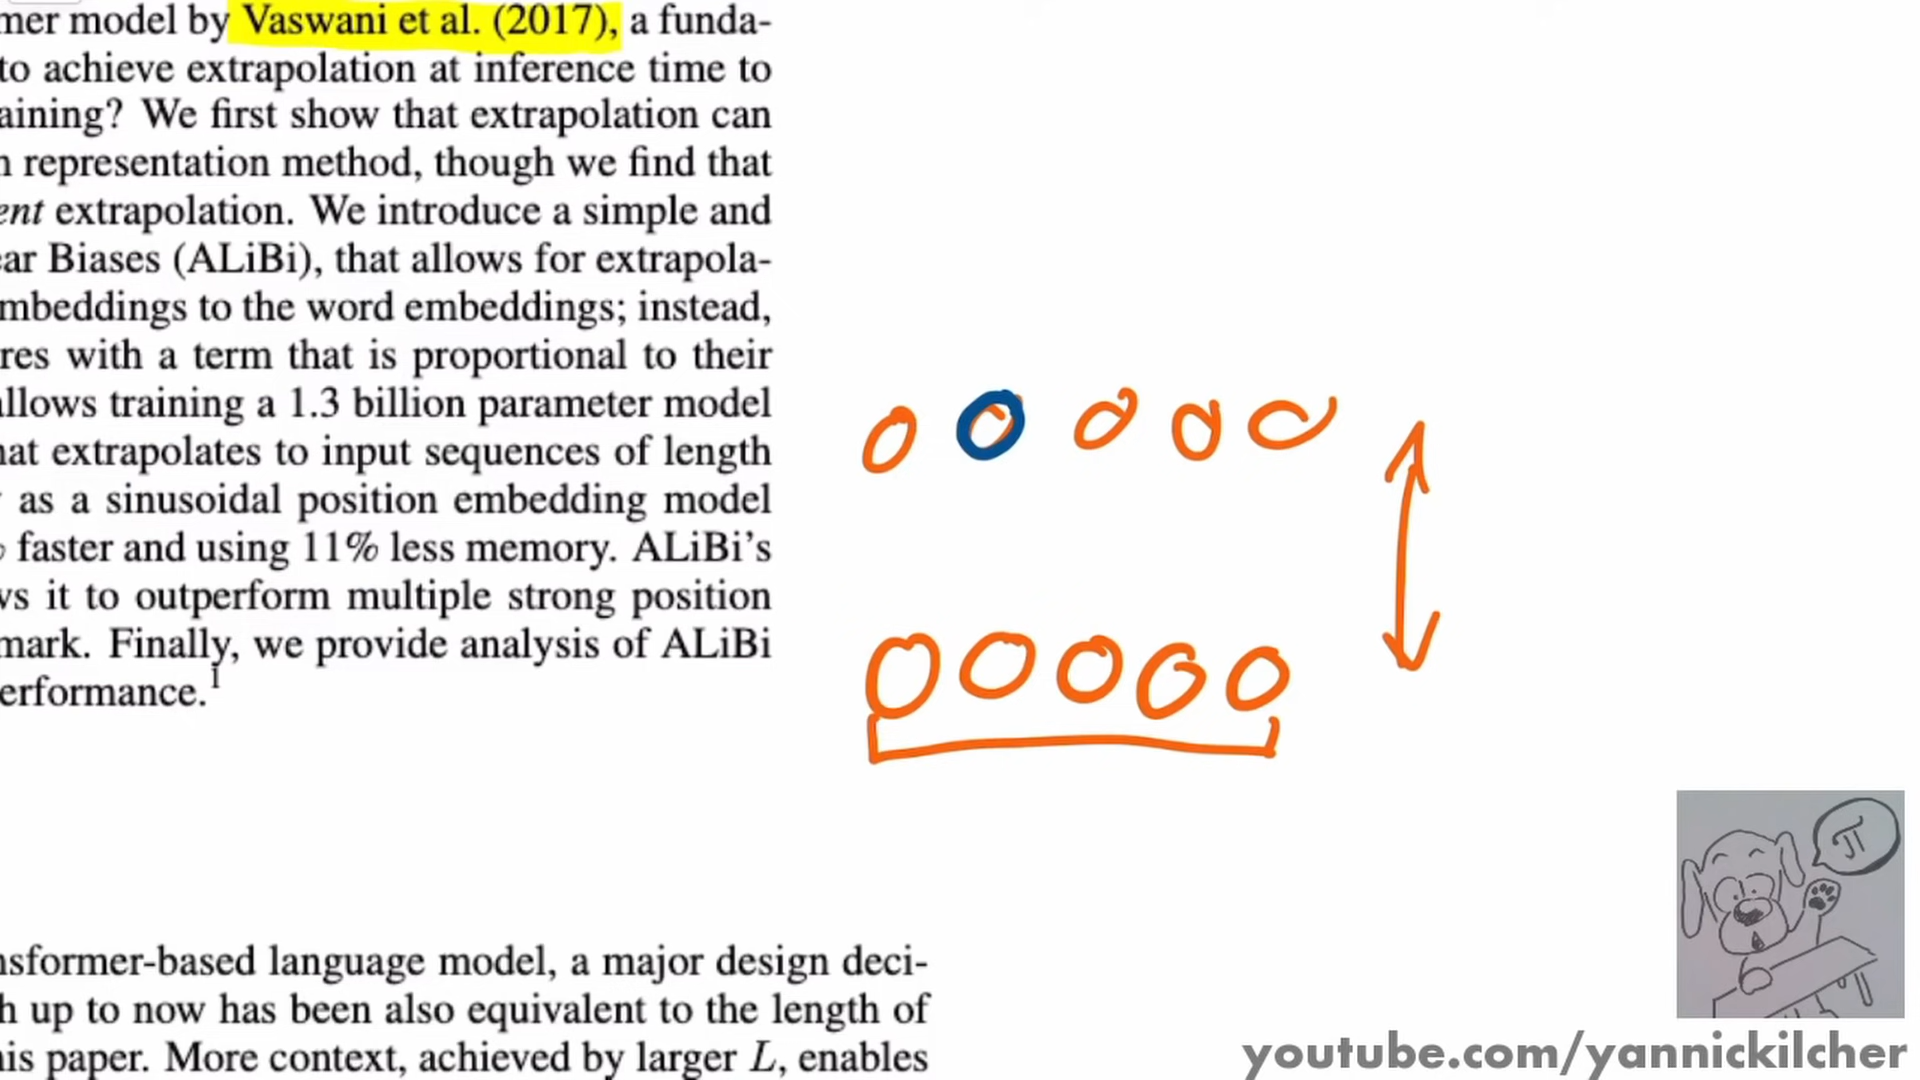 mer model by Vaswani et al. (2017), a funda-
to achieve extrapolation at inference time to
aining? We first show that extrapolation can
n representation method, though we find that
ent extrapolation. We introduce a simple and
ear Biases (ALiBi), that allows for extrapola-
mbeddings to the word embeddings; instead,
res with a term that is proportional to their
allows training a 1.3 billion parameter model
hat extrapolates to input sequences of length
as a sinusoidal position embedding model
faster and using 11% less memory. ALiBi's
ws it to outperform multiple strong position
mark. Finally, we provide analysis of ALiBi
erformance.1
π
nsformer-based language model, a major design deci-
h up to now has been also equivalent to the length of
his paper. More context, achieved by larger L, enables
youtube.com/yannickilcher